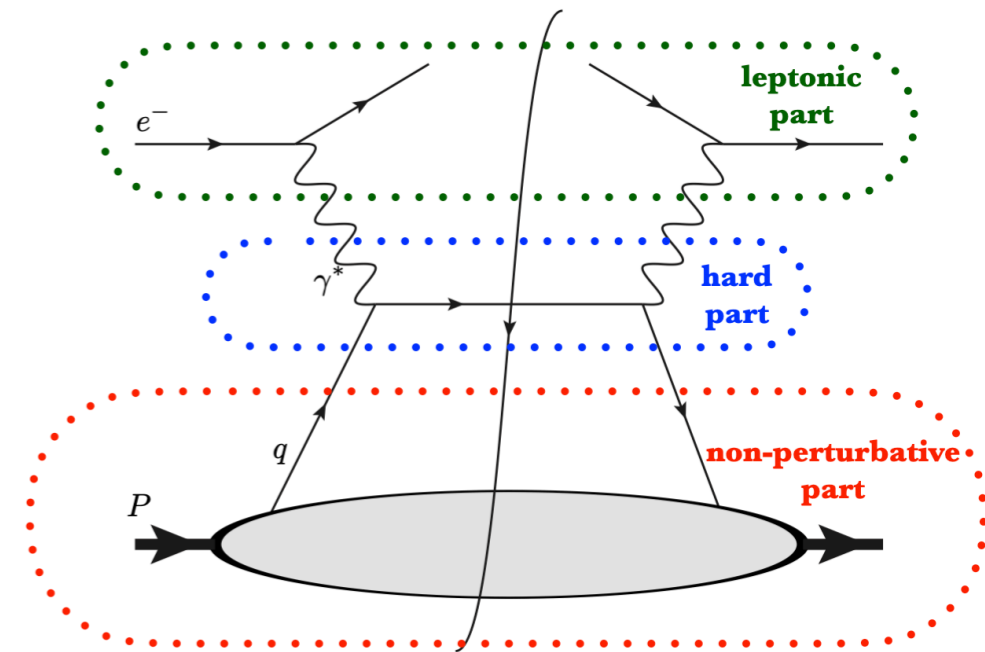 leptonic
part
e⁻
hard
part
γ*
q
non-perturbative
part
P